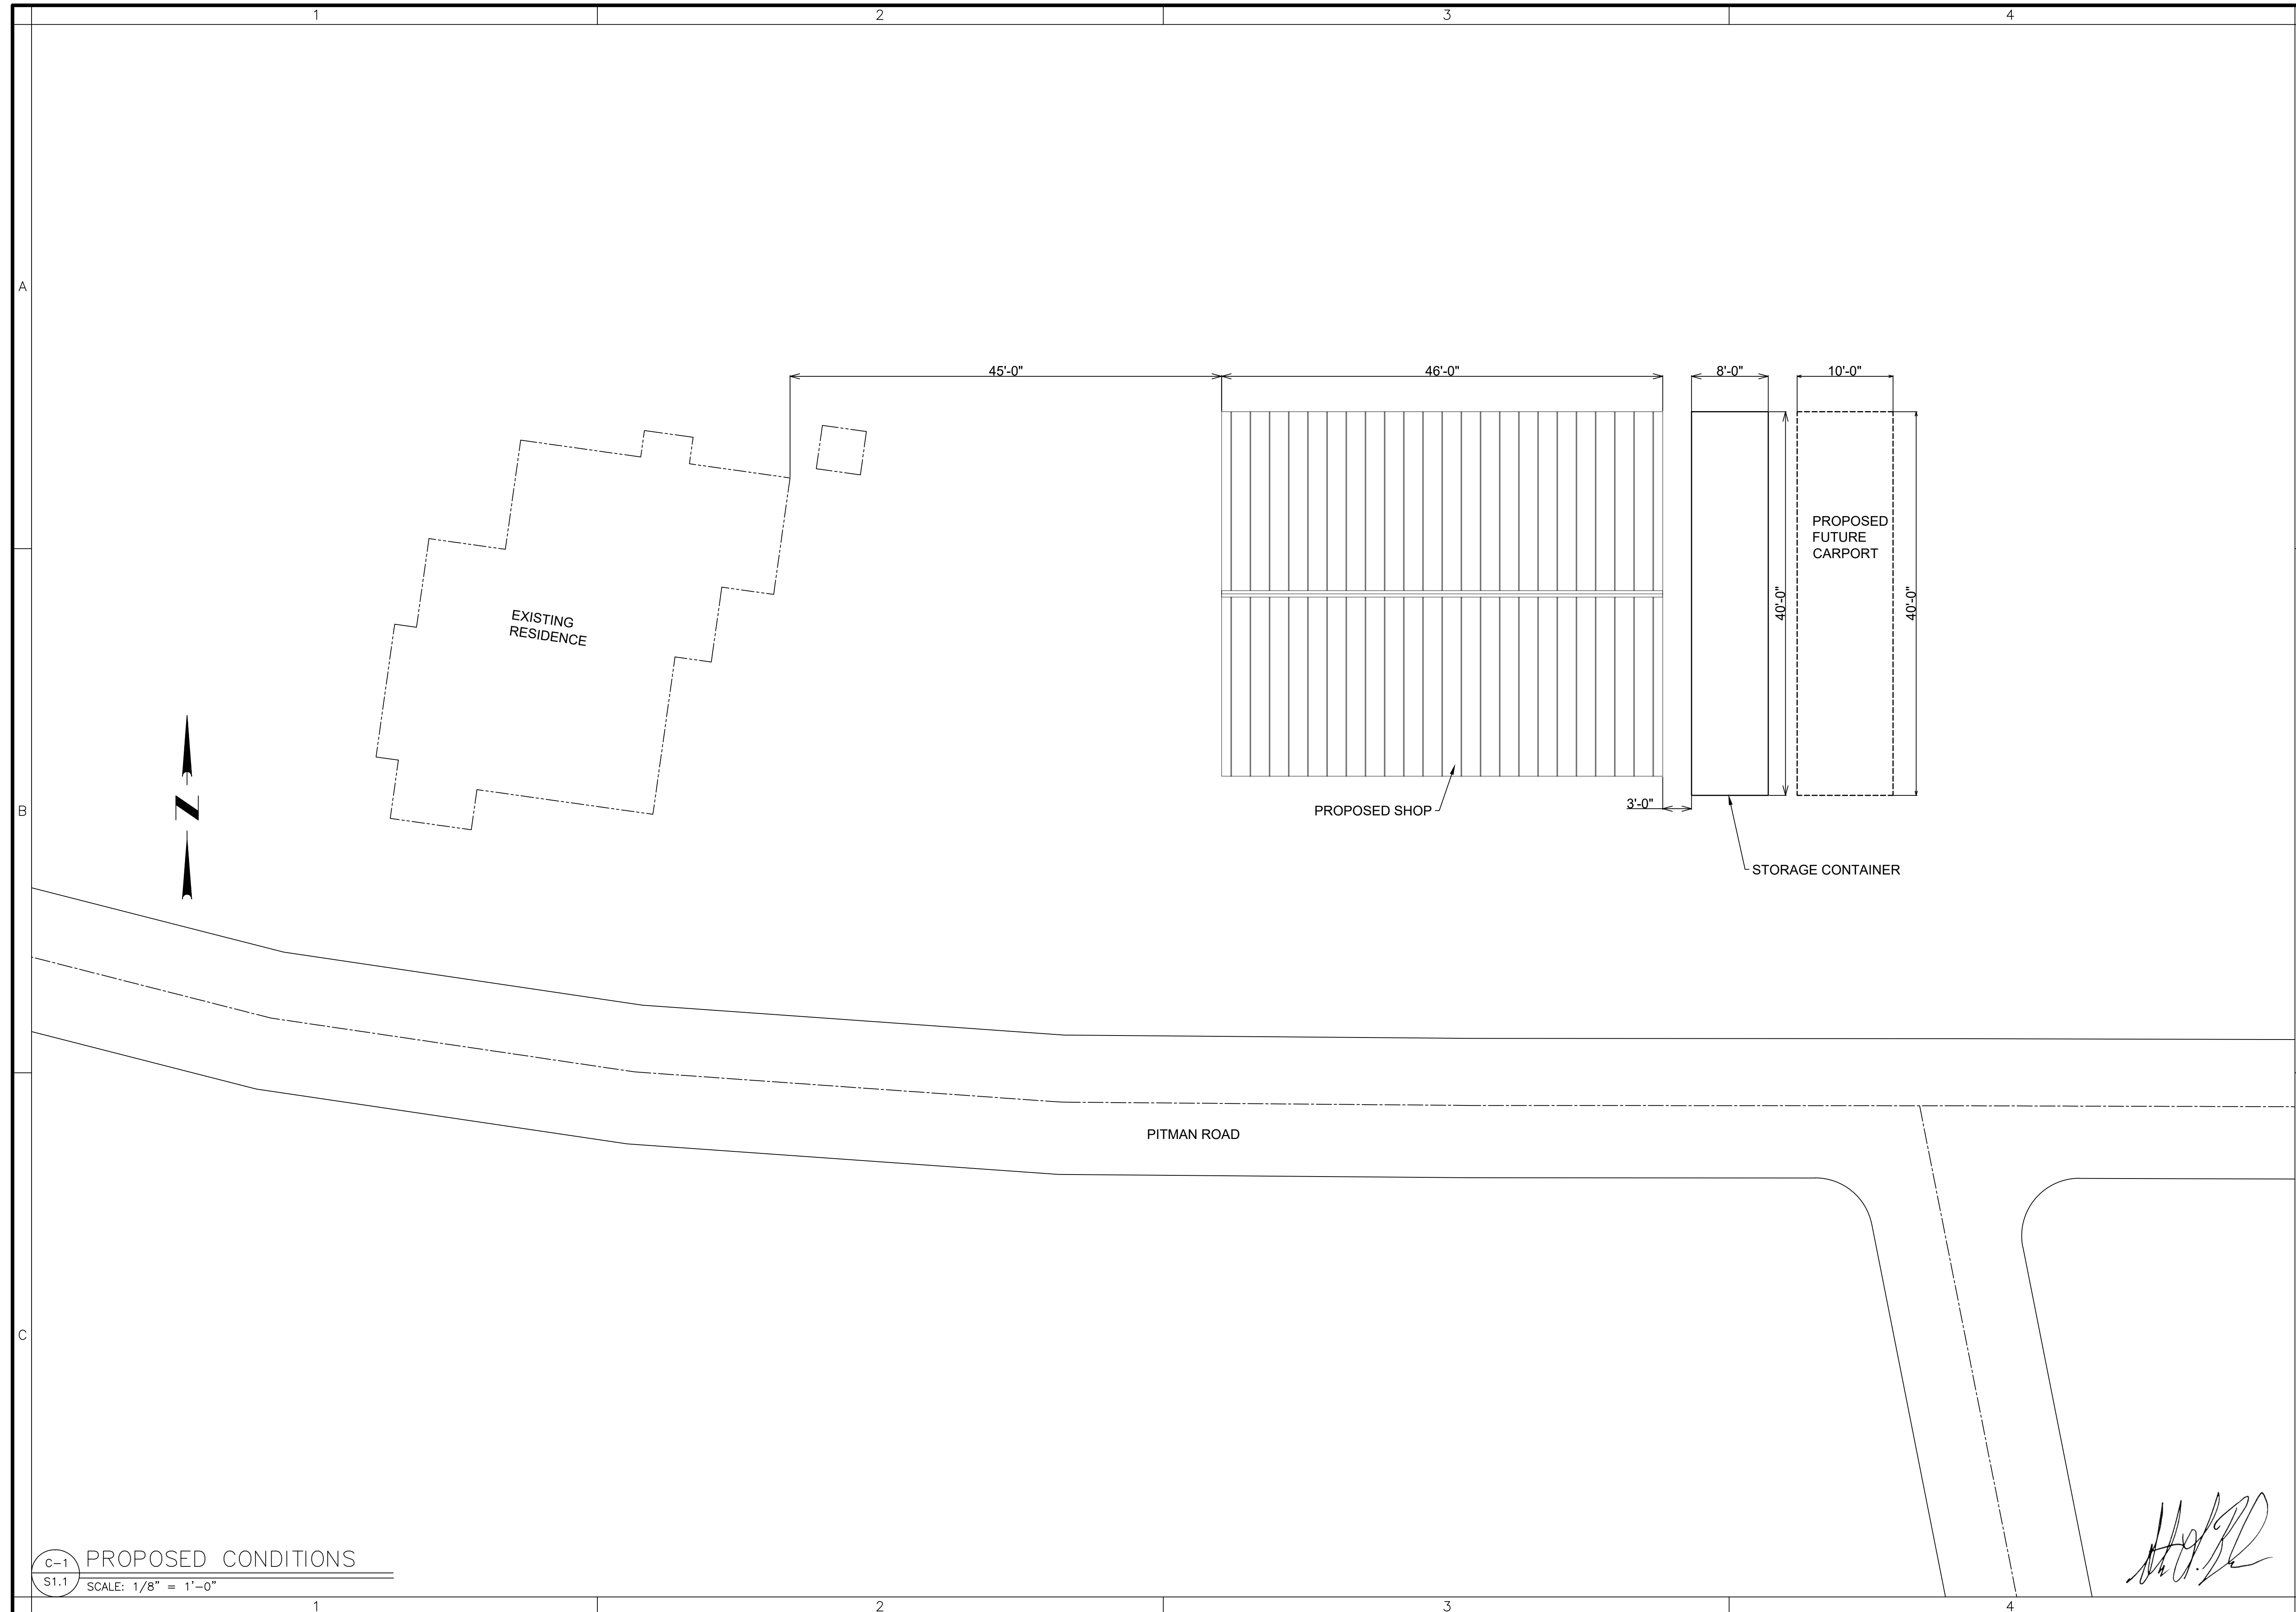 1 2 3 4
A
45'-0" 46'-0" 8'-0" 10'-0"
PROPOSED
FUTURE
CARPORT
40'-0" 40'-0"
EXISTING
RESIDENCE
N
B
3'-0"
PROPOSED SHOP
STORAGE CONTAINER
PITMAN ROAD
C
C-1 PROPOSED CONDITIONS
S1.1 SCALE: 1/8" = 1'-0"
1 2 3 4